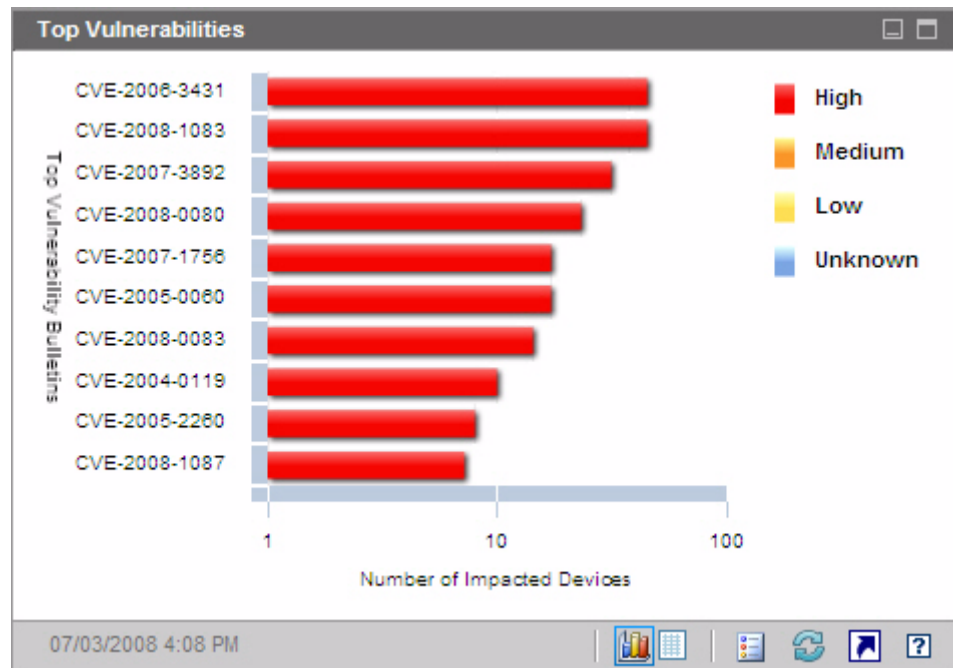 Top Vulnerabilities
CVE-2006-3431
CVE-2008-1083
CVE-2007-3892
CVE-2008-0080
CVE-2007-1756
CVE-2005-0060
CVE-2008-0083
CVE-2004-0119
CVE-2005-2260
CVE-2008-1087
Top Vulnerability Bulletins
1 10 100
Number of Impacted Devices
High
Medium
Low
Unknown
07/03/2008 4:08 PM
?